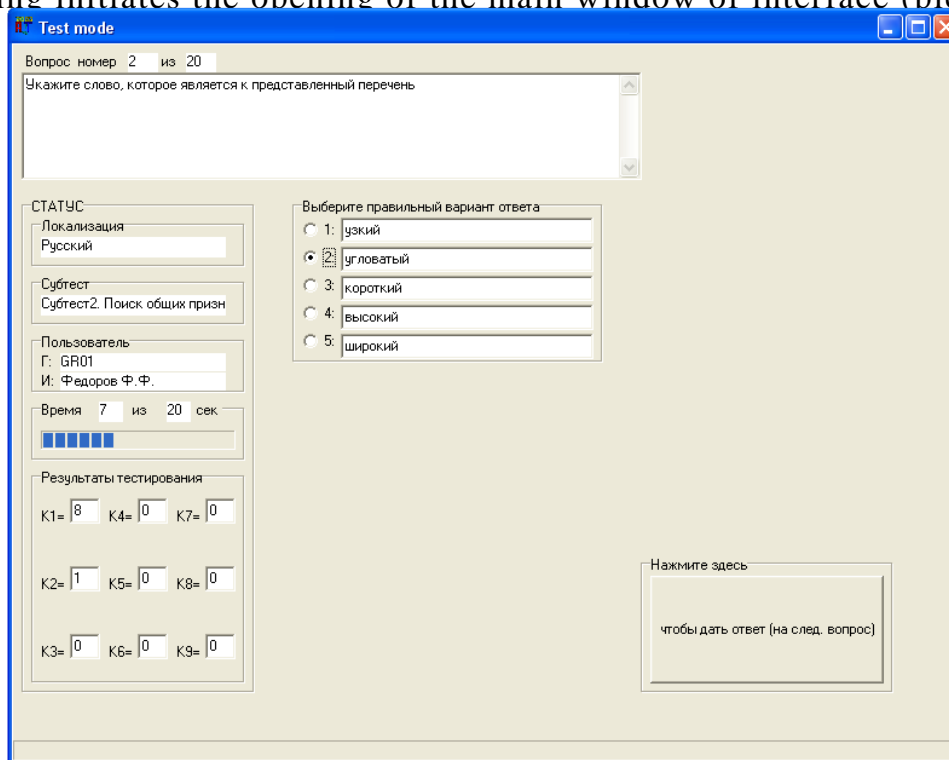 ing initiates the opening of the main window of interface (blo
Test mode
Вопрос номер 2 из 20
Укажите слово, которое является к представленный перечень
СТАТУС
Локализация
Русский
Субтест
Субтест2. Поиск общих призн
Пользователь
Г: GR01
И: Федоров Ф.Ф.
Время 7 из 20 сек
Результаты тестирования
K1= 8 K4= 0 K7= 0
K2= 1 K5= 0 K8= 0
K3= 0 K6= 0 K9= 0
Выберите правильный вариант ответа
1: узкий
2: угловатый
3: короткий
4: высокий
5: широкий
Нажмите здесь
чтобы дать ответ (на след. вопрос)